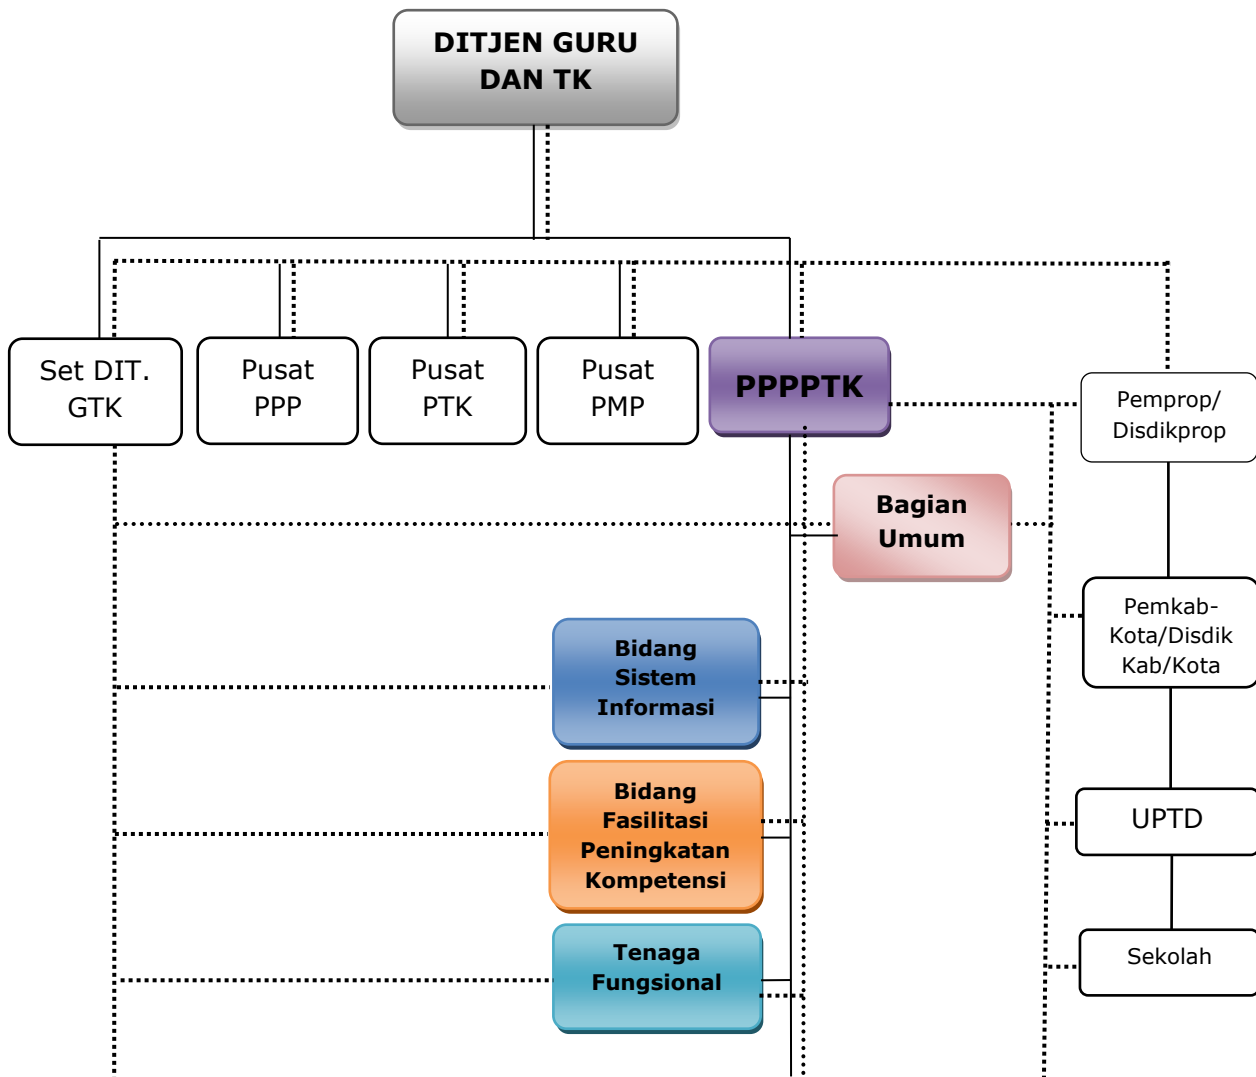 DITJEN GURU
DAN TK
Set DIT.
GTK
Pusat
PPP
Pusat
PTK
Pusat
PMP
PPPPTK
Pemprop/
Disdikprop
Bagian
Umum
Pemkab-
Kota/Disdik
Kab/Kota
Bidang
Sistem
Informasi
Bidang
Fasilitasi
Peningkatan
Kompetensi
UPTD
Tenaga
Fungsional
Sekolah